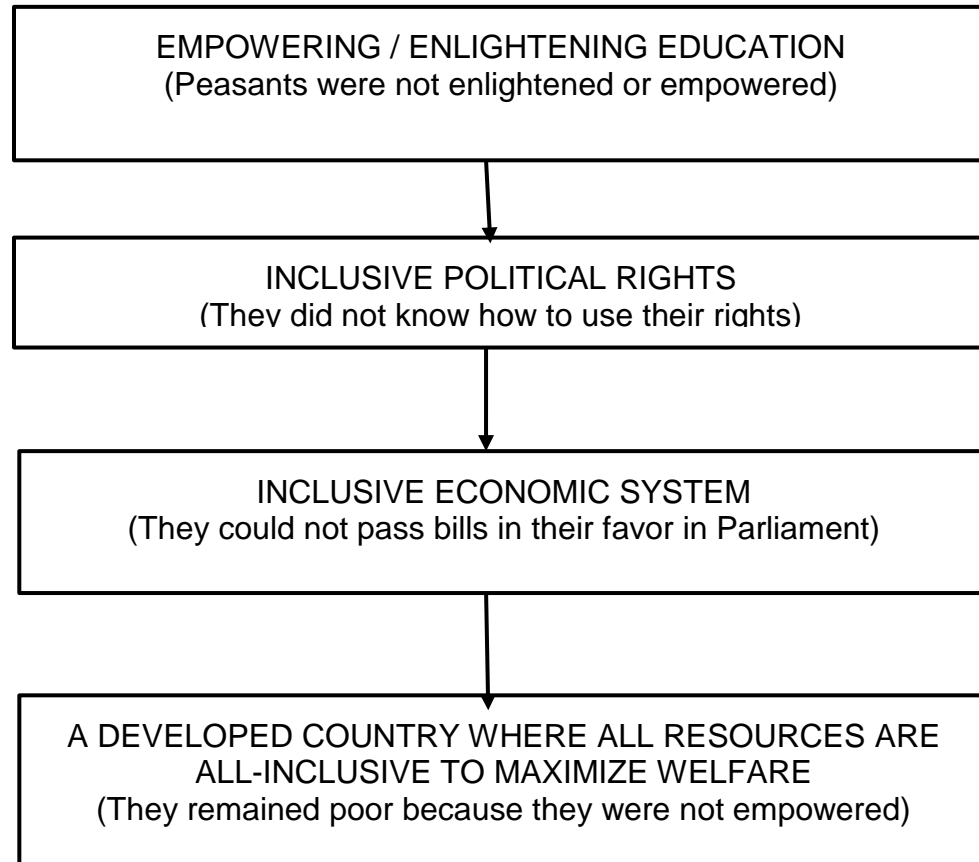 EMPOWERING / ENLIGHTENING EDUCATION
(Peasants were not enlightened or empowered)
INCLUSIVE POLITICAL RIGHTS
(They did not know how to use their rights)
INCLUSIVE ECONOMIC SYSTEM
(They could not pass bills in their favor in Parliament)
A DEVELOPED COUNTRY WHERE ALL RESOURCES ARE
ALL-INCLUSIVE TO MAXIMIZE WELFARE
(They remained poor because they were not empowered)